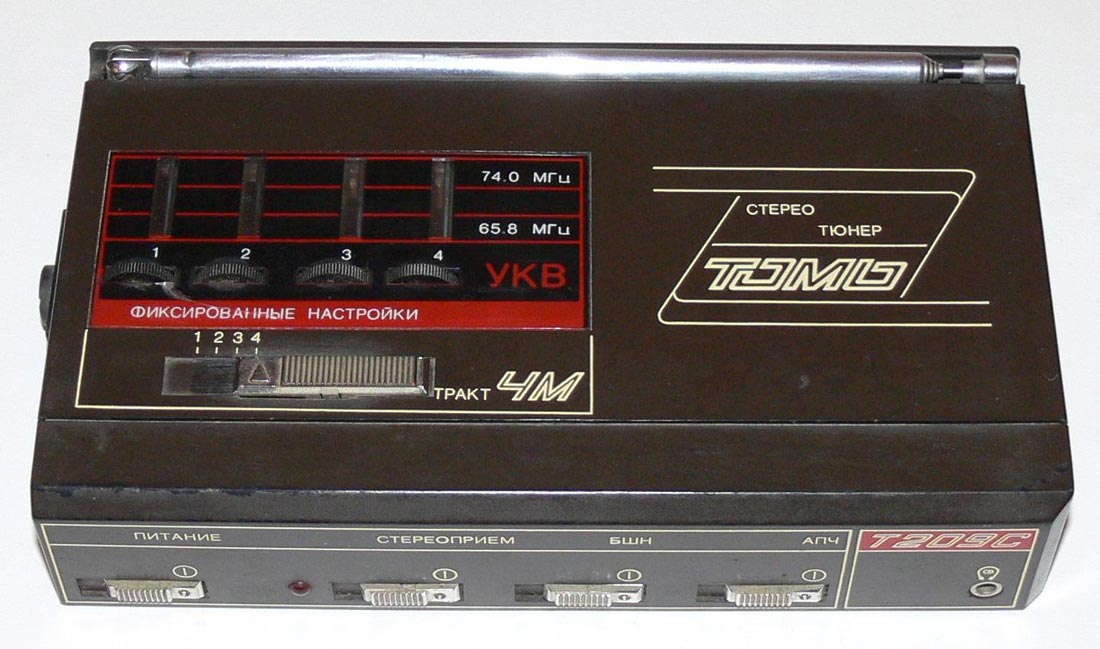 74.0 МГц
65.8 МГц
1 2 3 4
УКВ
ФИКСИРОВАННЫЕ НАСТРОЙКИ
1 2 3 4
ТРАКТ ЧМ
СТЕРЕО
ТЮНЕР
ТОМЬ
ПИТАНИЕ СТЕРЕОПРИЕМ БШН АПЧ
Т209С